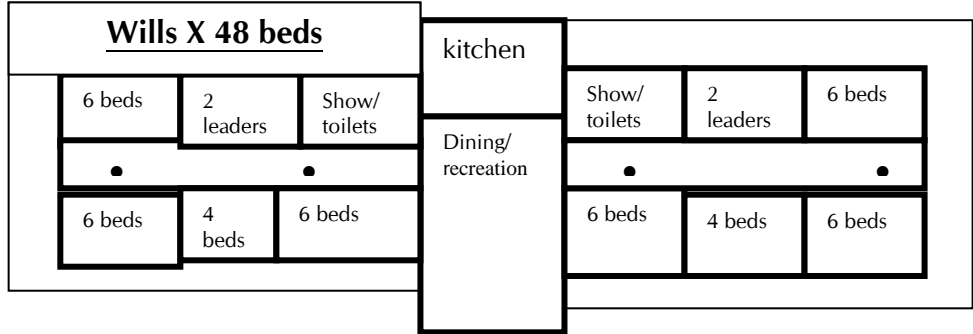 Wills X 48 beds
kitchen
6 beds
2
leaders
Show/
toilets
Show/
toilets
2
leaders
6 beds
Dining/
recreation
6 beds
4
beds
6 beds
6 beds
4 beds
6 beds